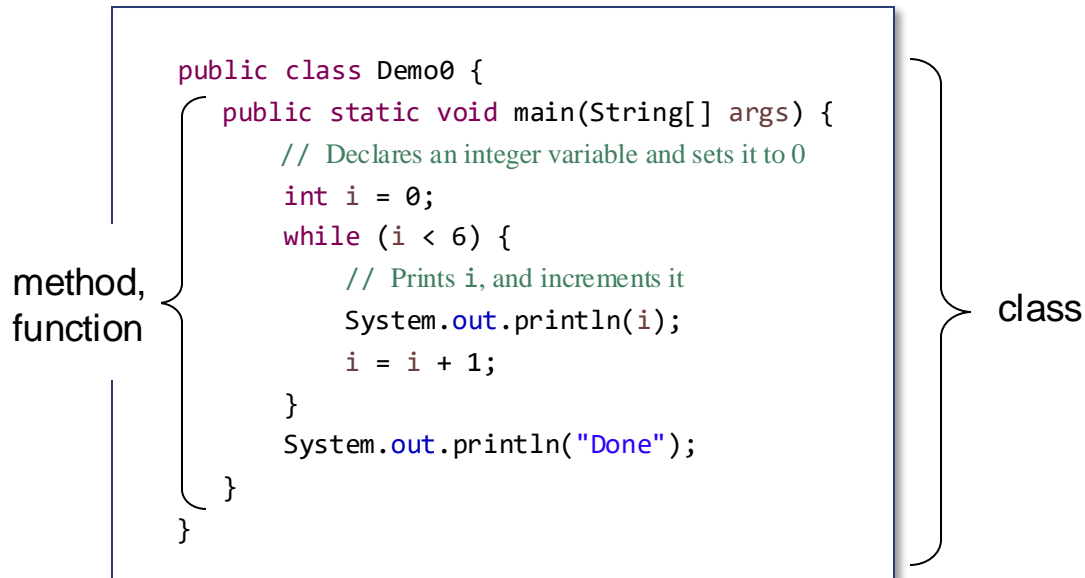 public class Demo0 {
public static void main(String[] args) {
// Declares an integer variable and sets it to 0
int i = 0;
while (i < 6) {
// Prints i, and increments it
System.out.println(i);
i = i + 1;
}
System.out.println("Done");
}
}
method,
function
class